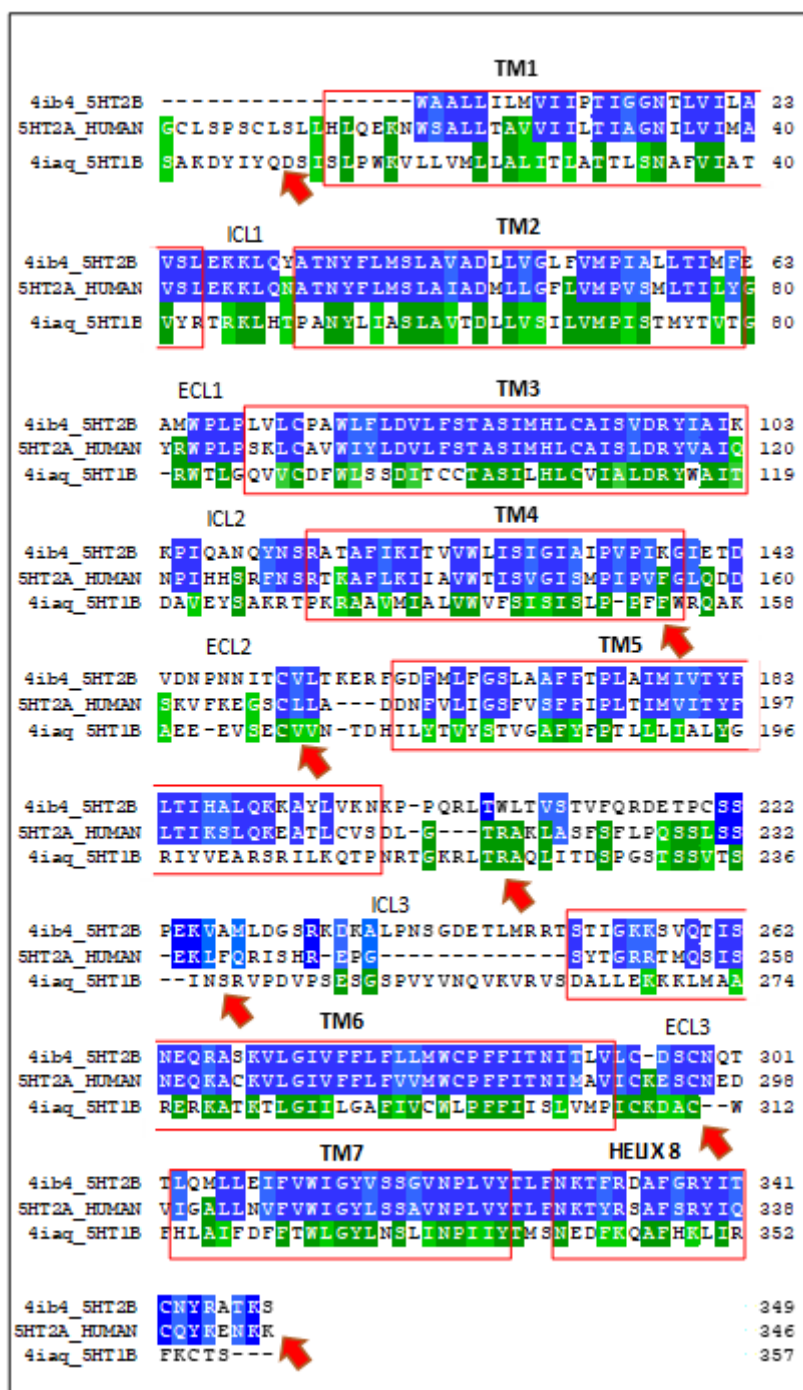 TM1
4ib4_5HT2B -----------------WAALLILMVIIPTIGGNTLVILA 23
5HT2A_HUMAN GCLSPSCLSLLHLQEKNWSALLTAVVIILTIAGNILVIMA 40
4iaq_5HT1B SAKDYIYQDSISLPWKVLLVMLLALITLATTLSNAFVIAT 40
ICL1 TM2
4ib4_5HT2B VSLEKKLQYATNYFLMSLAVADLLVGLFVMPIALLTIMFE 63
5HT2A_HUMAN VSLEKKLQNATNYFLMSLAIADMLLGFLVMPVSMLTILYG 80
4iaq_5HT1B VYRTRKLHTPANYLIASLAVTDLLVSILVMPISTMYTVTG 80
ECL1 TM3
4ib4_5HT2B AMWPLPLVLCPAWLFLDVLFSTASIMHLCAISVDRYIAIK 103
5HT2A_HUMAN YRWPLPSKLCAVWIYLDVLFSTASIMHLCAISLDRYVAIQ 120
4iaq_5HT1B -RWTLGQVVCDFWLSSDITCCTASILHLCVIALDRYWAIT 119
ICL2 TM4
4ib4_5HT2B KPIQANQYNSRATAFIKITVVWLISIGIAIPVPIKGIETD 143
5HT2A_HUMAN NPIHHSRFNSRTKAFLKIIAVWTISVGISMPIPVFGLQDD 160
4iaq_5HT1B DAVEYSAKRTPKRAAVMIALVWVFSISISLP-PFFWRQAK 158
ECL2 TM5
4ib4_5HT2B VDNPNNITCVLTKERFGDFMLFGSLAAFFTPLAIMIVTYF 183
5HT2A_HUMAN SKVFKEGSCLLA---DDNFVLIGSFVSFFIPLTIMVITYF 197
4iaq_5HT1B AEE-EVSECVVN-TDHILYTVYSTVGAFYFPTLLLIALYG 196
4ib4_5HT2B LTIHALQKKAYLVKNKP-PQRLTWLTVSTVFQRDETPCSS 222
5HT2A_HUMAN LTIKSLQKEATLCVSDL-G---TRAKLASFSFLPQSSLSS 232
4iaq_5HT1B RIYVEARSRILKQTPNRTGKRLTRAQLITDSPGSTSSVTS 236
ICL3
4ib4_5HT2B PEKVAMLDGSRKDKALPNSGDETLMRRTSTIGKKSVQTIS 262
5HT2A_HUMAN -EKLFQRISHR-EPG--------------SYTGRRTMQSIS 258
4iaq_5HT1B --INSRVPDVPSESGSPVYVNQVKVRVSDALLEKKKLMAA 274
TM6 ECL3
4ib4_5HT2B NEQRASKVLGIVFFLFLLMWCPFFITNITLVLC-DSCNQT 301
5HT2A_HUMAN NEQKACKVLGIVFFLFVVMWCPFFITNIMAVICKESCNED 298
4iaq_5HT1B RERKATKTLGIILGAFIVCWLPFFIISLVMPICKDAC--W 312
TM7 HELIX 8
4ib4_5HT2B TLQMLLEIFVWIGYVSSGVNPLVYTLFNKTFRDAFGRYIT 341
5HT2A_HUMAN VIGALLNVFVWIGYLSSAVNPLVYTLFNKTYRSAFSRYIQ 338
4iaq_5HT1B FHLAIFDFFTWLGYLNSLINPIIYTMSNEDFKQAFHKLIR 352
4ib4_5HT2B CNYRATKS 349
5HT2A_HUMAN CQYKENKK 346
4iaq_5HT1B FKCTS--- 357